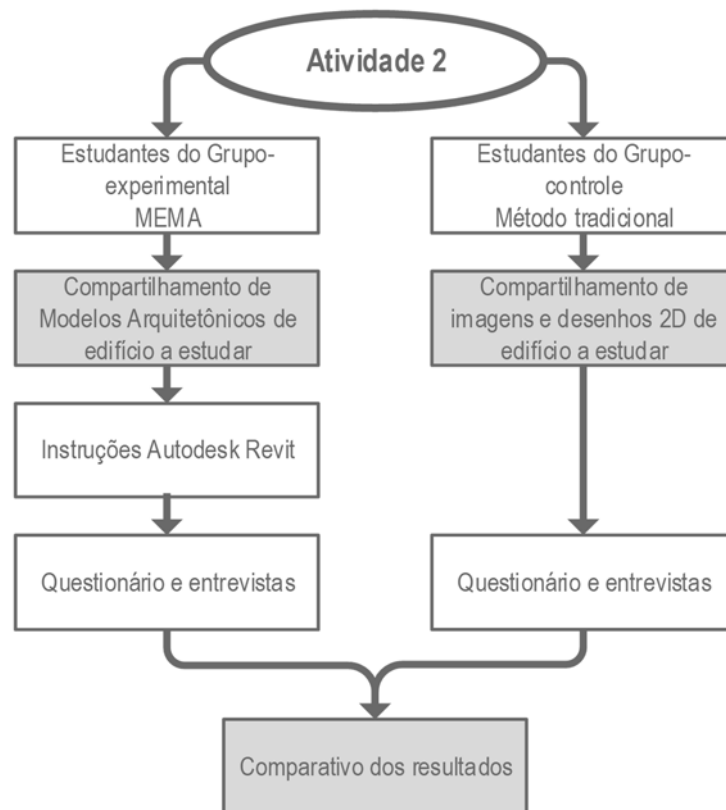 Atividade 2
Estudantes do Grupo-
experimental
MEMA
Estudantes do Grupo-
controle
Método tradicional
Compartilhamento de
Modelos Arquitetônicos de
edifício a estudar
Compartilhamento de
imagens e desenhos 2D de
edifício a estudar
Instruções Autodesk Revit
Questionário e entrevistas
Questionário e entrevistas
Comparativo dos resultados